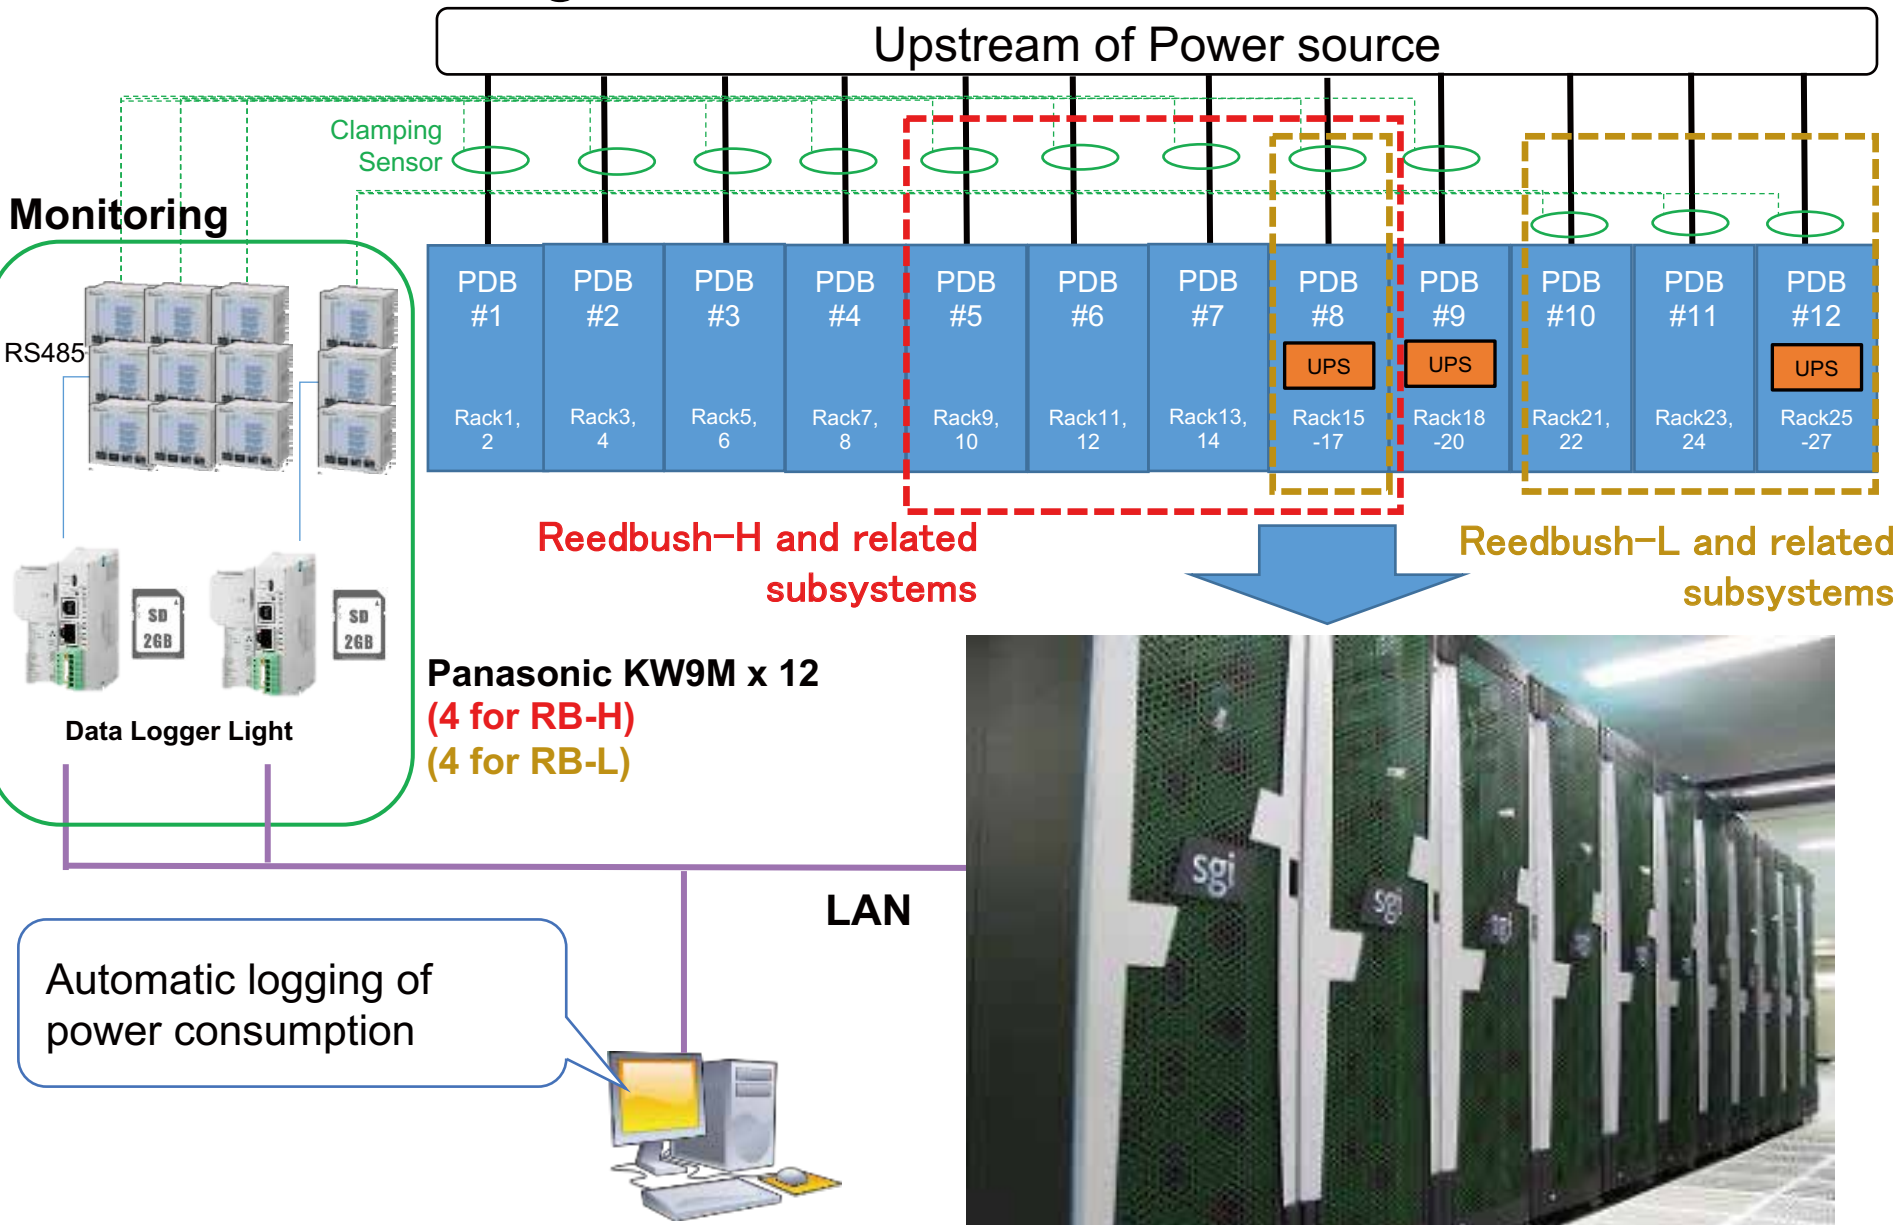 Upstream of Power source
Clamping
Sensor
Monitoring
RS485
PDB
#1
Rack1,
2
PDB
#2
Rack3,
4
PDB
#3
Rack5,
6
PDB
#4
Rack7,
8
PDB
#5
Rack9,
10
PDB
#6
Rack11,
12
PDB
#7
Rack13,
14
PDB
#8
UPS
Rack15
-17
PDB
#9
UPS
Rack18
-20
PDB
#10
Rack21,
22
PDB
#11
Rack23,
24
PDB
#12
UPS
Rack25
-27
Reedbush-H and related
subsystems
Reedbush-L and related
subsystems
SD
2GB
SD
2GB
Data Logger Light
Panasonic KW9M x 12
(4 for RB-H)
(4 for RB-L)
LAN
Automatic logging of
power consumption
sgi
sgi
sgi